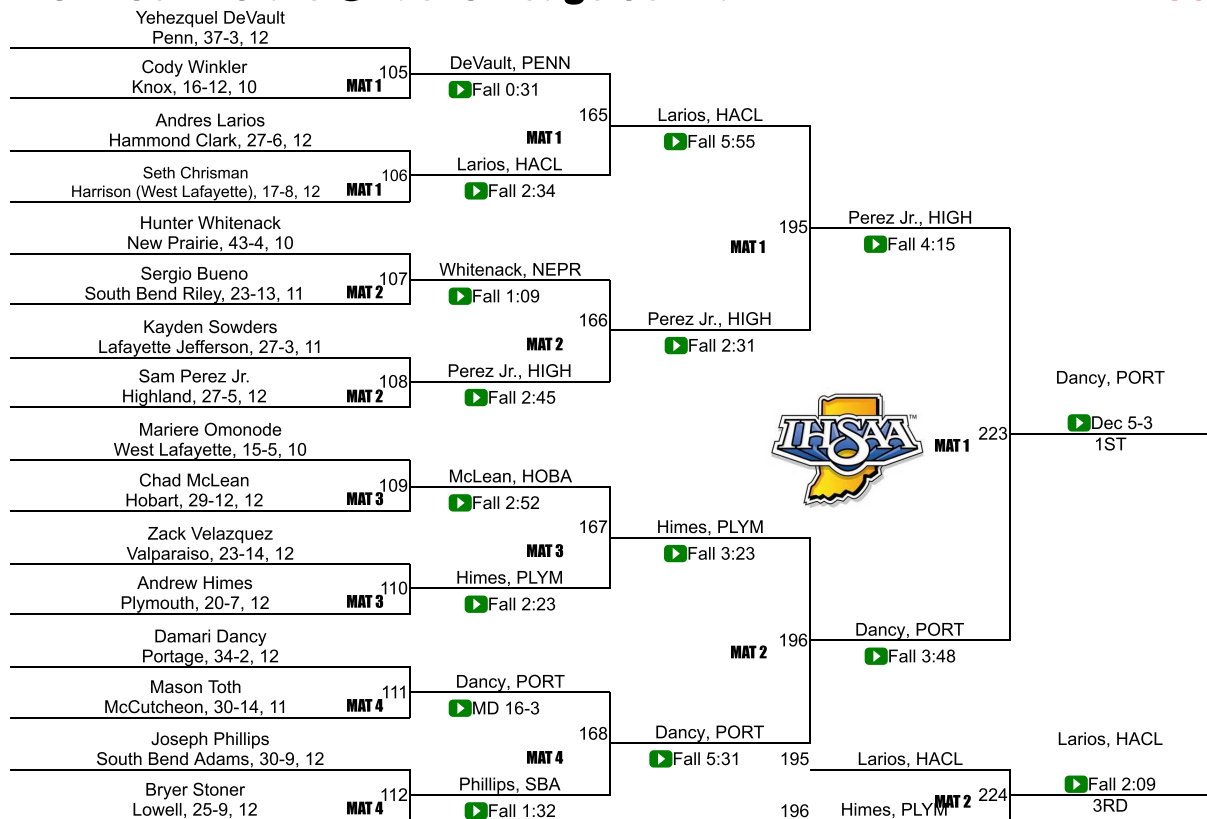 Yehezquel DeVault
Penn, 37-3, 12
Cody Winkler
Knox, 16-12, 10
MAT 1
105
DeVault, PENN
Fall 0:31
Andres Larios
Hammond Clark, 27-6, 12
Seth Chrisman
Harrison (West Lafayette), 17-8, 12
MAT 1
106
Larios, HACL
Fall 2:34
165
MAT 1
Larios, HACL
Fall 5:55
Hunter Whitenack
New Prairie, 43-4, 10
Sergio Bueno
South Bend Riley, 23-13, 11
MAT 2
107
Whitenack, NEPR
Fall 1:09
Kayden Sowders
Lafayette Jefferson, 27-3, 11
Sam Perez Jr.
Highland, 27-5, 12
MAT 2
108
Perez Jr., HIGH
Fall 2:45
166
MAT 2
Perez Jr., HIGH
Fall 2:31
195
MAT 1
Perez Jr., HIGH
Fall 4:15
Mariere Omonode
West Lafayette, 15-5, 10
Chad McLean
Hobart, 29-12, 12
MAT 3
109
McLean, HOBA
Fall 2:52
Zack Velazquez
Valparaiso, 23-14, 12
Andrew Himes
Plymouth, 20-7, 12
MAT 3
110
Himes, PLYM
Fall 2:23
167
MAT 3
Himes, PLYM
Fall 3:23
Damari Dancy
Portage, 34-2, 12
Mason Toth
McCutcheon, 30-14, 11
MAT 4
111
Dancy, PORT
MD 16-3
Joseph Phillips
South Bend Adams, 30-9, 12
Bryer Stoner
Lowell, 25-9, 12
MAT 4
112
Phillips, SBA
Fall 1:32
168
MAT 4
Dancy, PORT
Fall 5:31
196
MAT 2
Dancy, PORT
Fall 3:48
IHSAA
TM
MAT 1
223
Dancy, PORT
Dec 5-3
1ST
195
Larios, HACL
196
Himes, PLYM
MAT 2
224
Larios, HACL
Fall 2:09
3RD